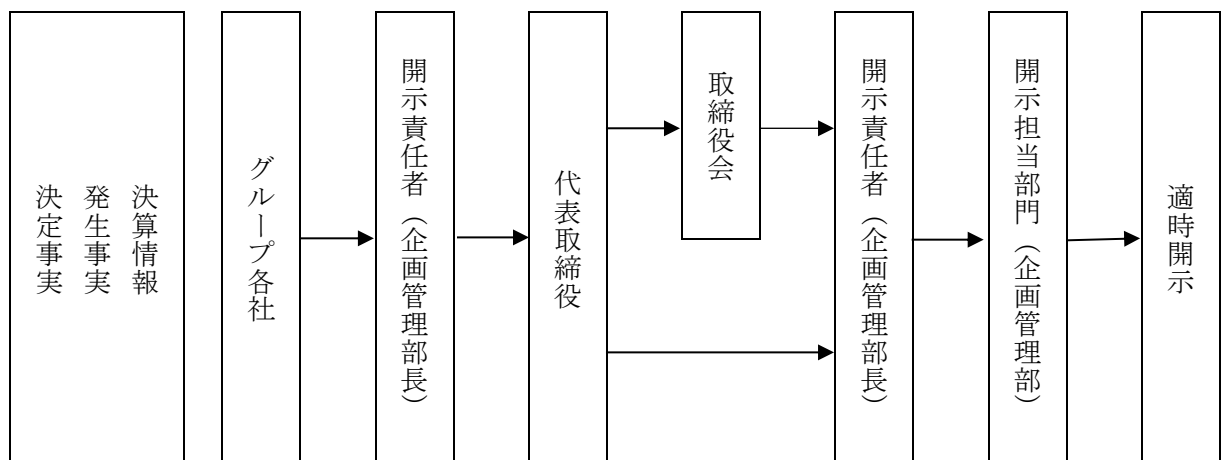 決算情報
発生事実
決定事実
グループ各社
開示責任者（企画管理部長）
代表取締役
取締役会
開示責任者（企画管理部長）
開示担当部門（企画管理部）
適時開示